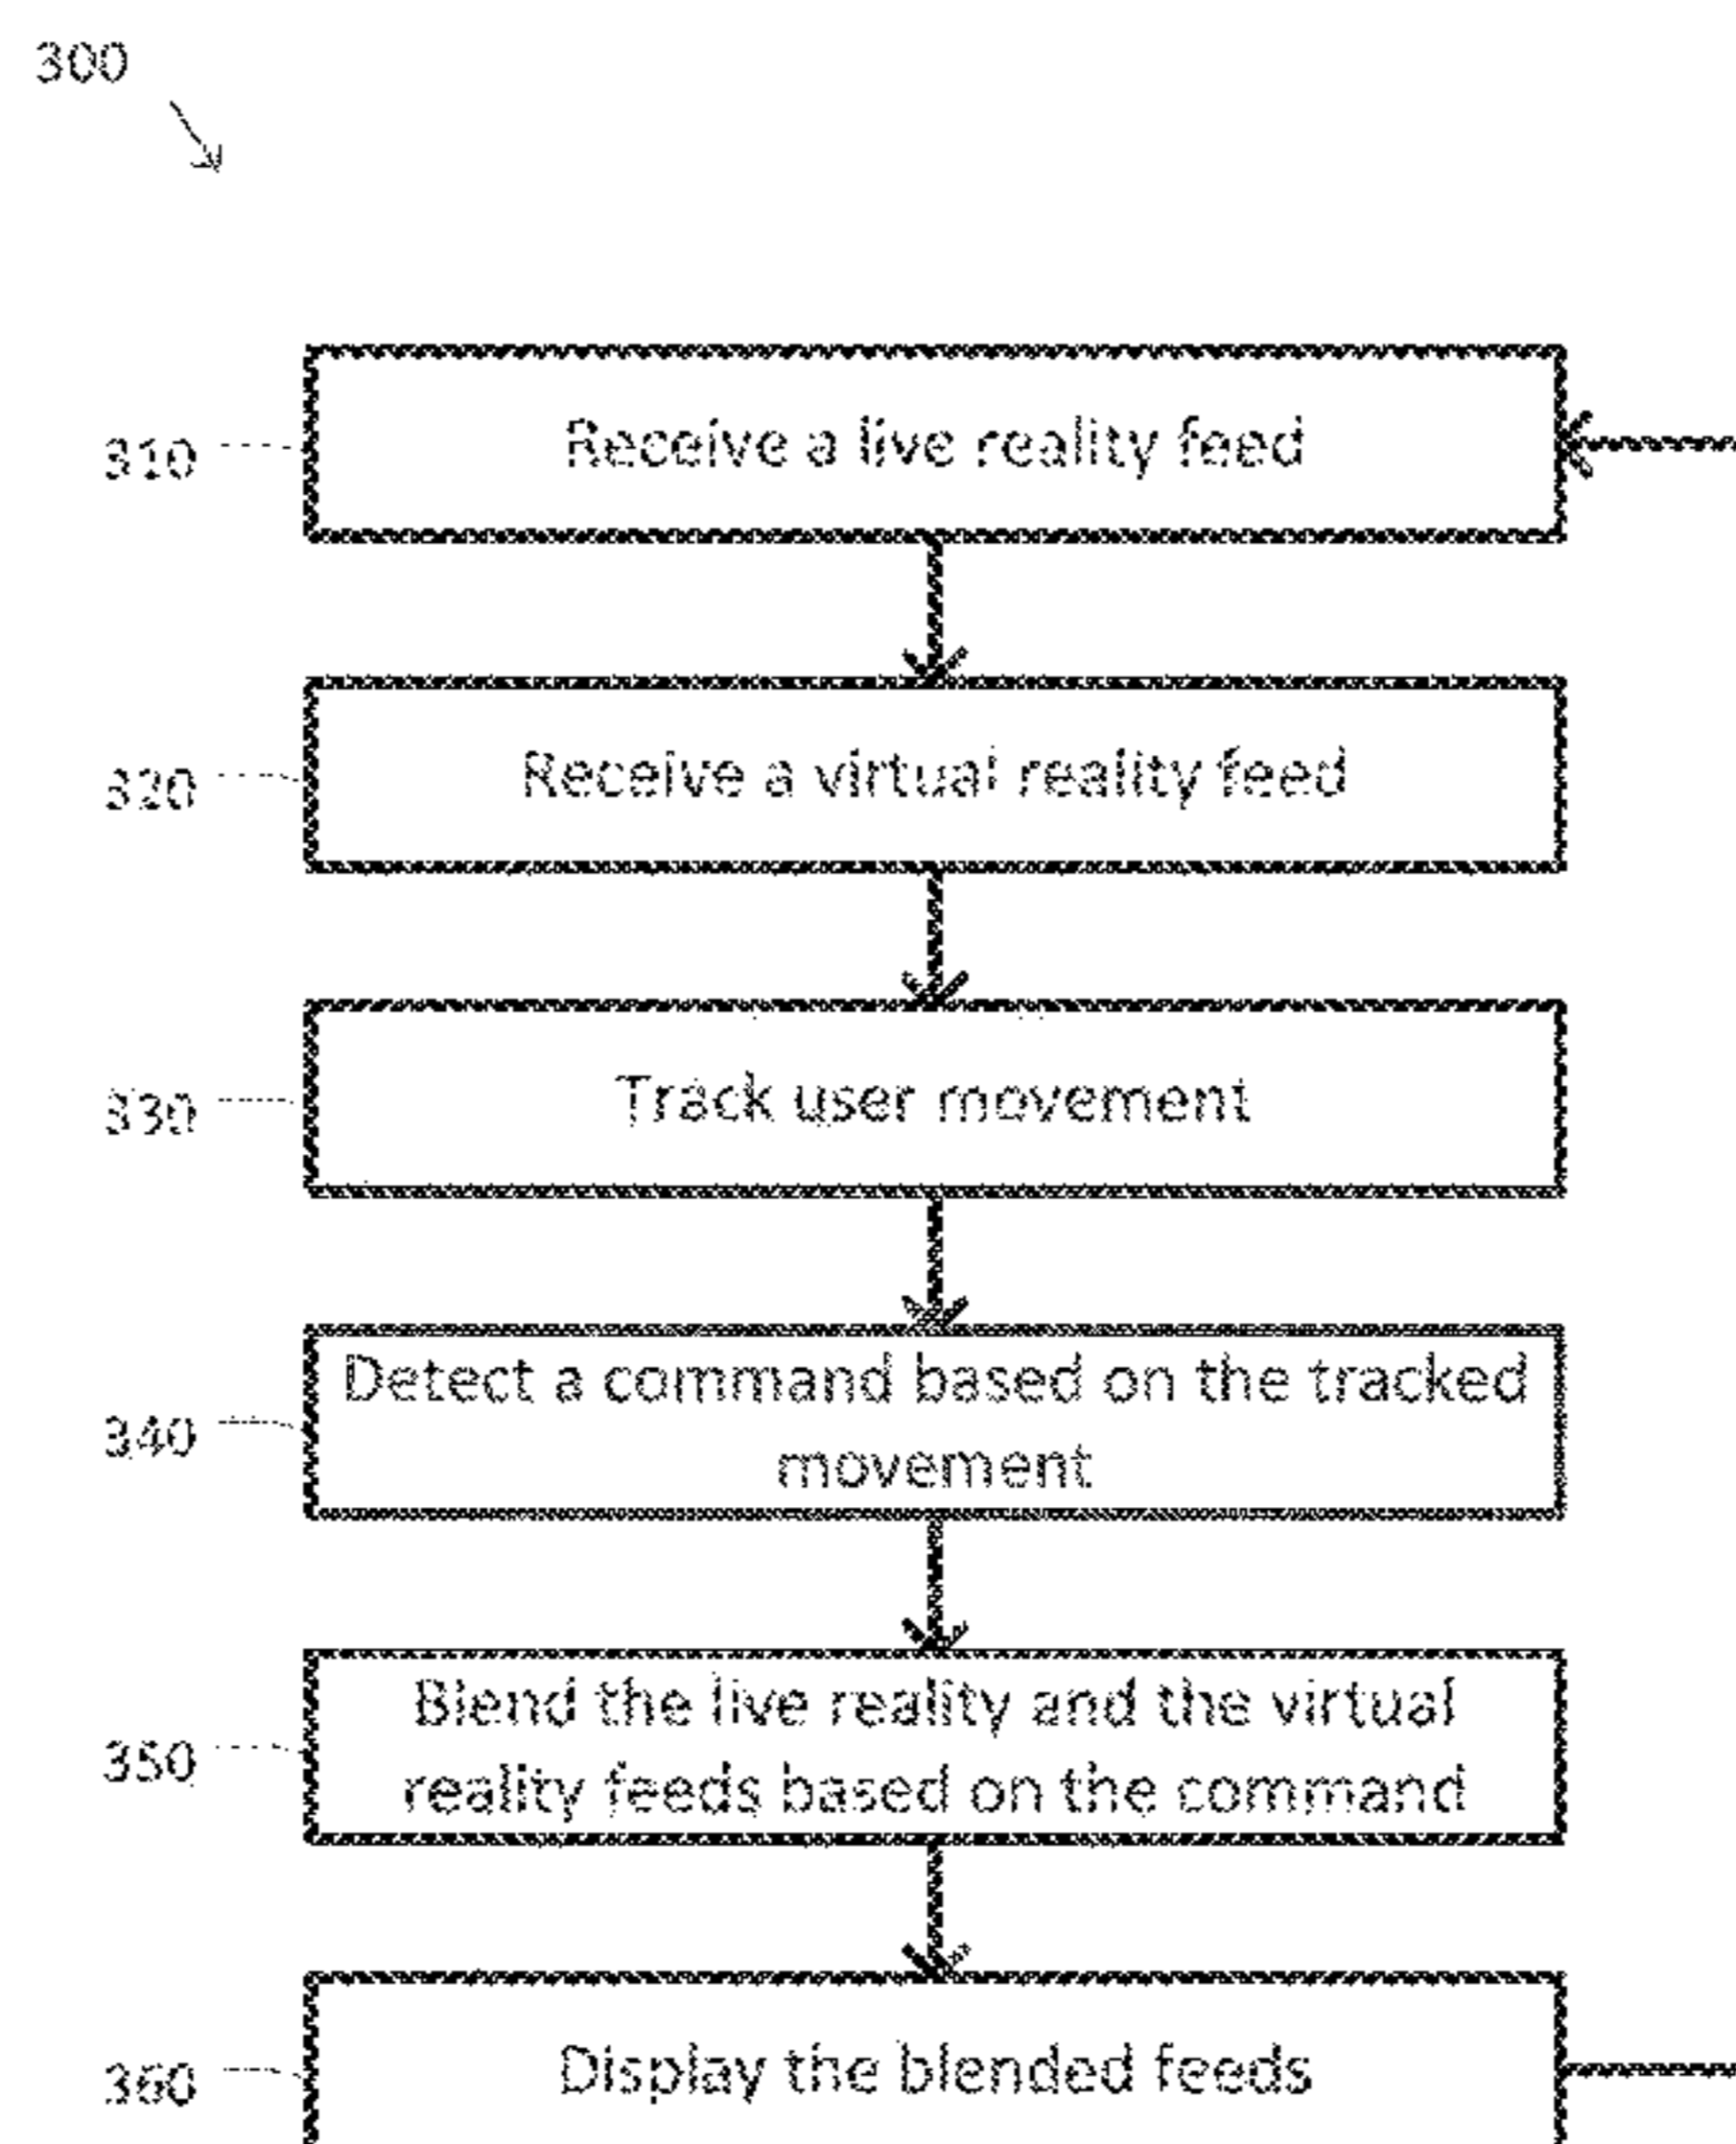 300
310
Receive a live reality feed
320
Receive a virtual reality feed
330
Track user movement
340
Detect a command based on the tracked
movement
350
Blend the live reality and the virtual
reality feeds based on the command
360
Display the blended feeds